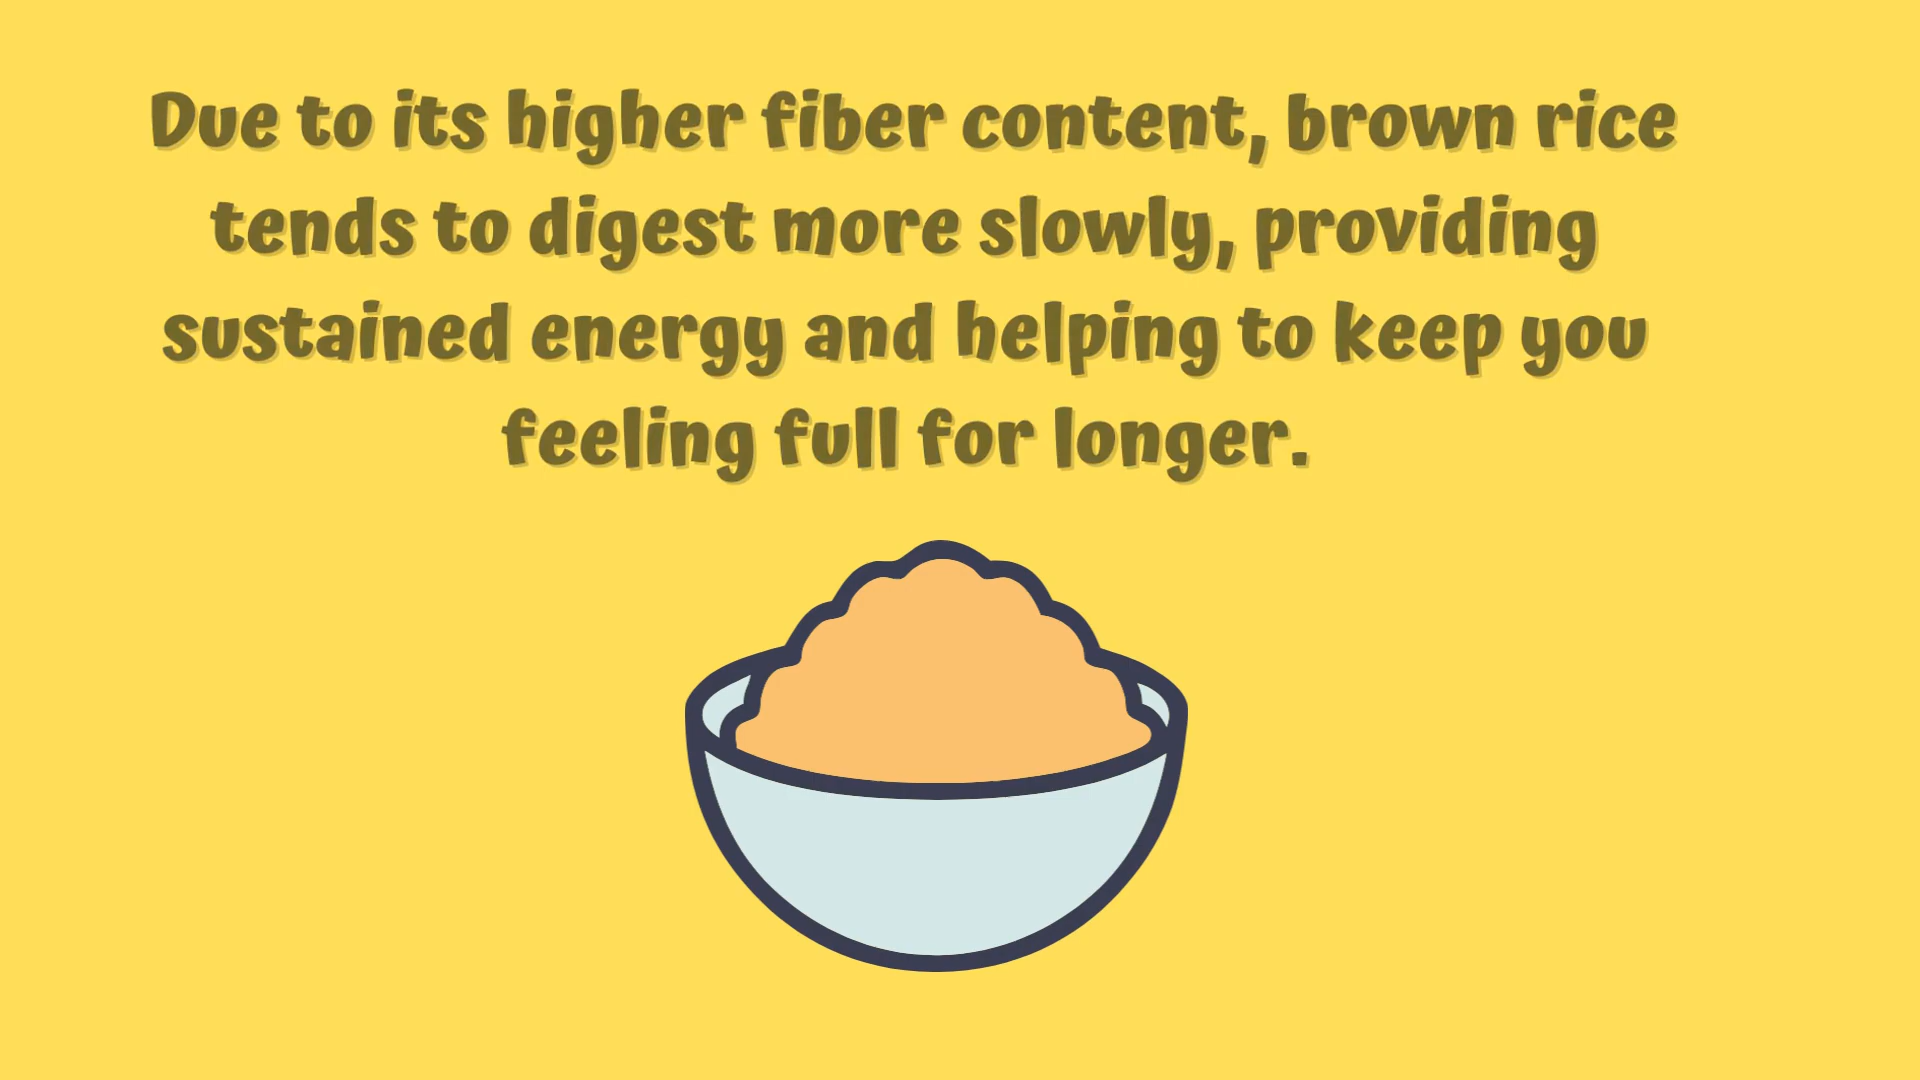 Due to its higher fiber content, brown rice
tends to digest more slowly, providing
sustained energy and helping to keep you
feeling full for longer.